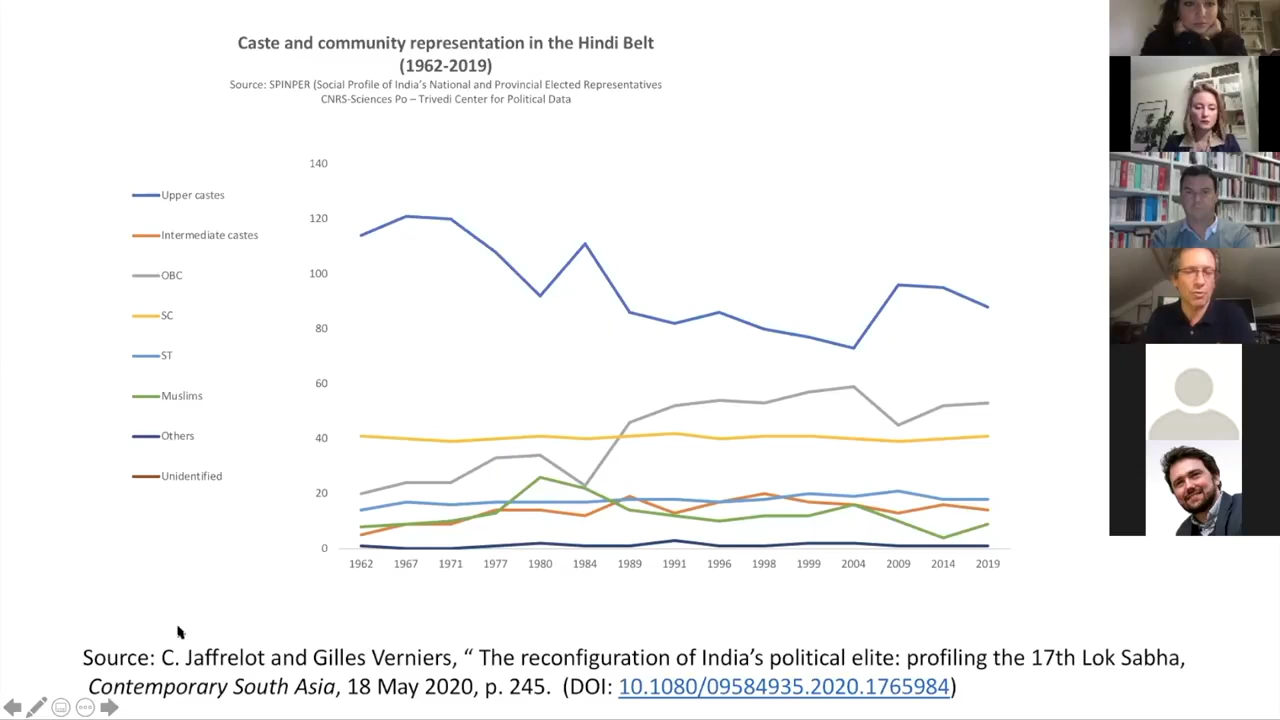 Caste and community representation in the Hindi Belt
(1962-2019)
Source: SPINPER (Social Profile of India's National and Provincial Elected Representatives
CNRS-Sciences Po – Trivedi Center for Political Data
Upper castes
Intermediate castes
OBC
SC
ST
Muslims
Others
Unidentified
140
120
100
80
60
40
20
0
1962 1967 1971 1977 1980 1984 1989 1991 1996 1998 1999 2004 2009 2014 2019
Source: C. Jaffrelot and Gilles Verniers, “ The reconfiguration of India’s political elite: profiling the 17th Lok Sabha,
Contemporary South Asia, 18 May 2020, p. 245. (DOI: 10.1080/09584935.2020.1765984)